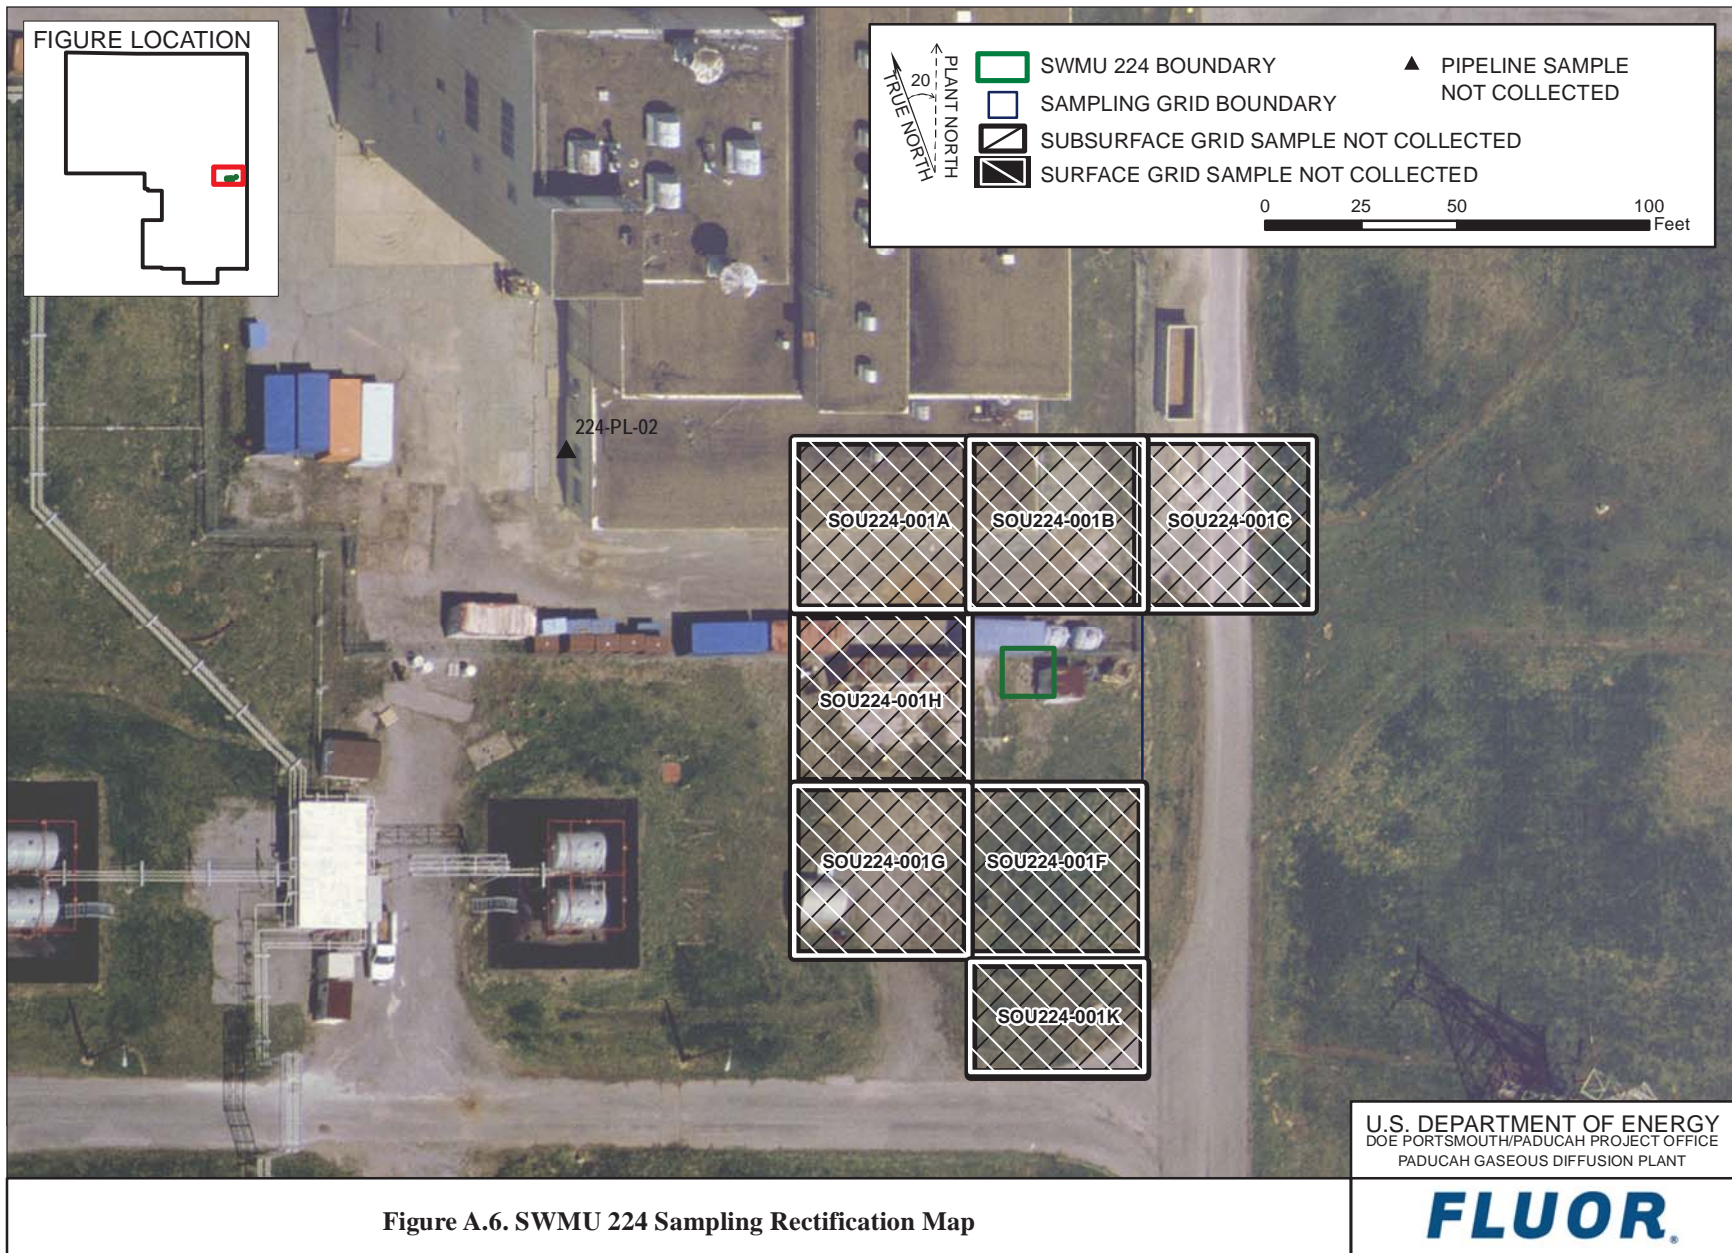 FIGURE LOCATION
TRUE NORTH
20
PLANT NORTH
SWMU 224 BOUNDARY
SAMPLING GRID BOUNDARY
SUBSURFACE GRID SAMPLE NOT COLLECTED
SURFACE GRID SAMPLE NOT COLLECTED
PIPELINE SAMPLE
NOT COLLECTED
0 25 50 100
Feet
224-PL-02
SOU224-001A
SOU224-001B
SOU224-001C
SOU224-001H
SOU224-001G
SOU224-001F
SOU224-001K
U.S. DEPARTMENT OF ENERGY
DOE PORTSMOUTH/PADUCAH PROJECT OFFICE
PADUCAH GASEOUS DIFFUSION PLANT
Figure A.6. SWMU 224 Sampling Rectification Map
FLUOR®